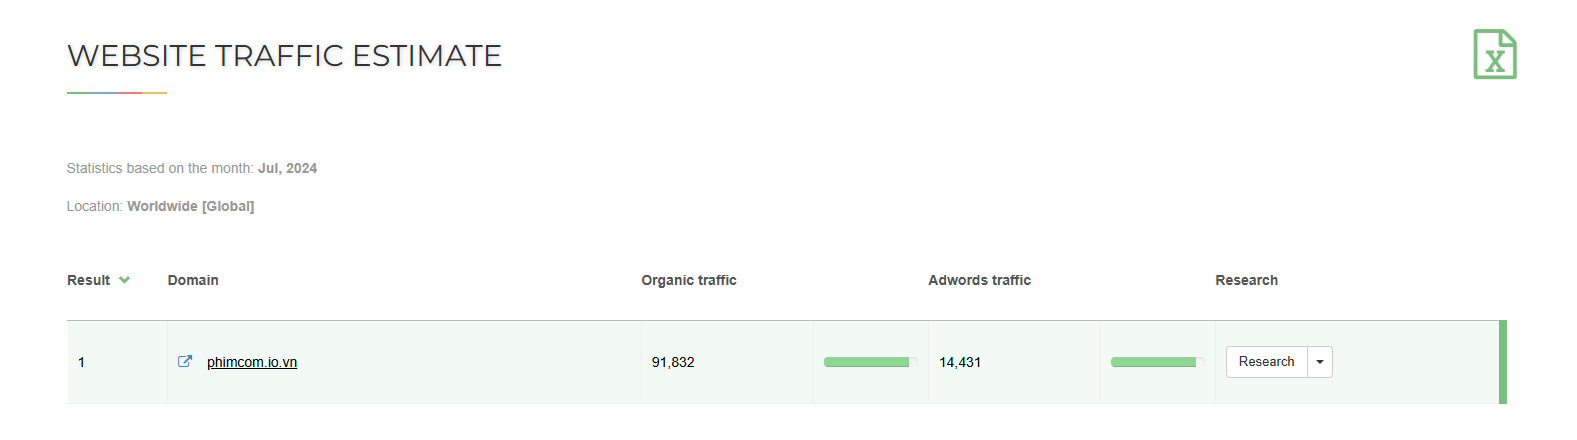 WEBSITE TRAFFIC ESTIMATE
X
Statistics based on the month: Jul, 2024
Location: Worldwide [Global]
Result Domain Organic traffic Adwords traffic Research
1 phimcom.io.vn 91,832 14,431 Research